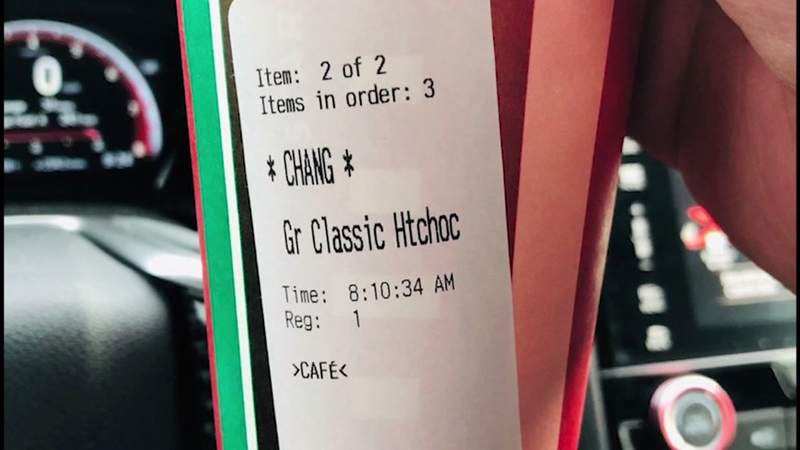 Item: 2 of 2
Items in order: 3
* CHANG *
Gr Classic Htchoc
Time: 8:10:34 AM
Reg: 1
>CAFÉ<
0